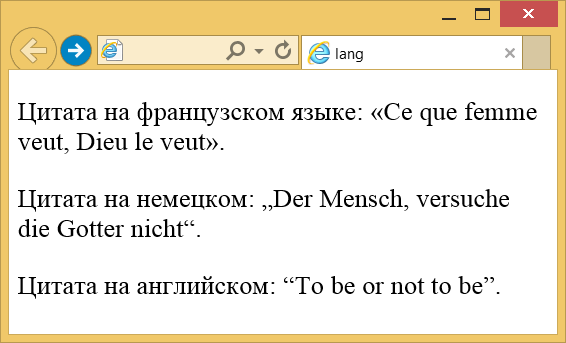 lang
Цитата на французском языке: «Ce que femme
veut, Dieu le veut».
Цитата на немецком: „Der Mensch, versuche
die Gotter nicht“.
Цитата на английском: “To be or not to be”.